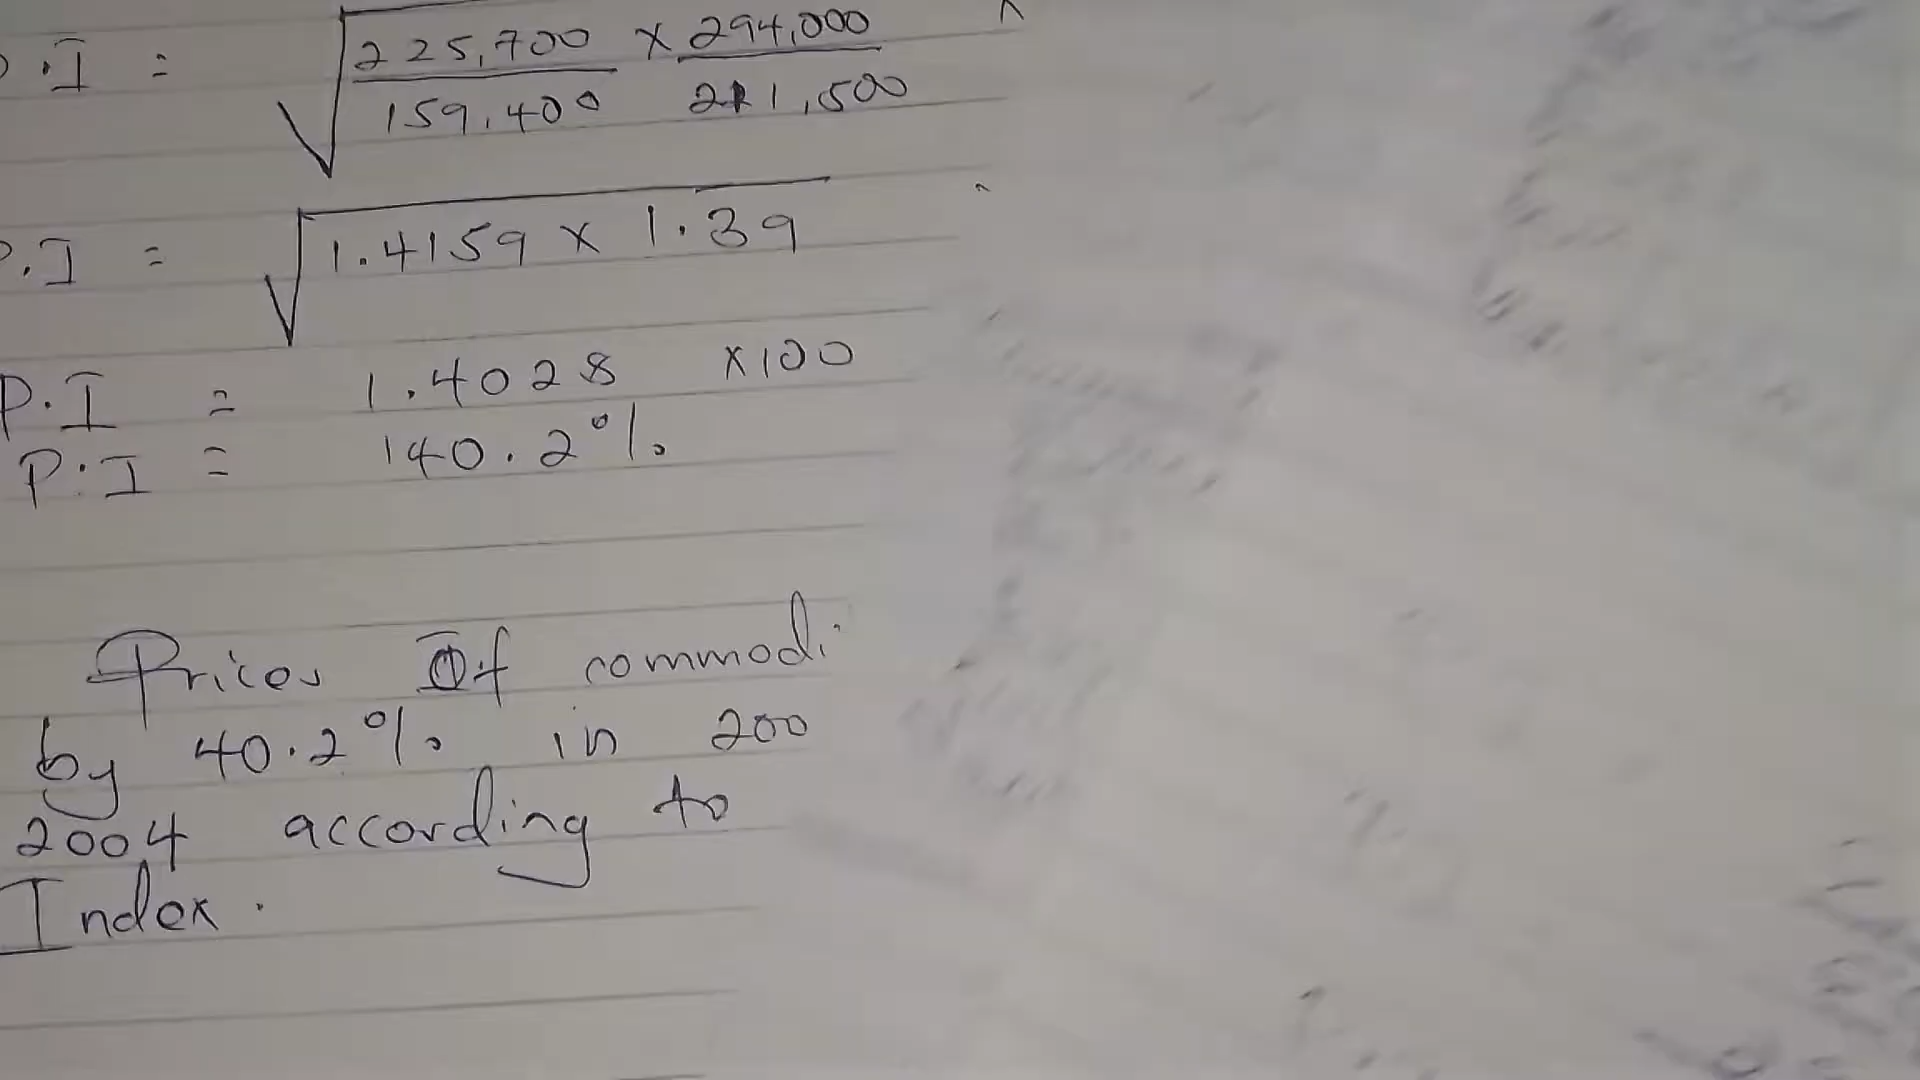 P.I = √225,700/159,400 × 294,000/211,500
P.I = √1.4159 × 1.39
P.I = 1.4028 ×100
P.I = 140.2%
Prices Of commodi
by 40.2% in 200
2004 according to
Index.